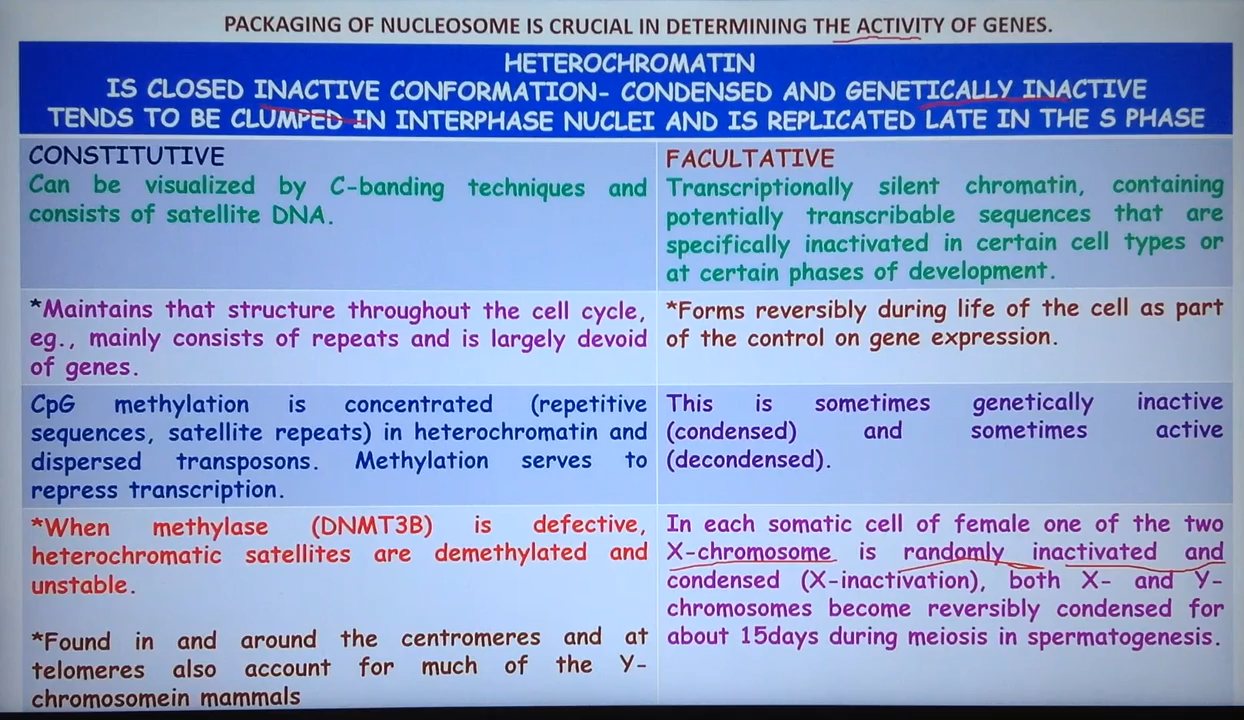 PACKAGING OF NUCLEOSOME IS CRUCIAL IN DETERMINING THE ACTIVITY OF GENES.
HETEROCHROMATIN
IS CLOSED INACTIVE CONFORMATION- CONDENSED AND GENETICALLY INACTIVE
TENDS TO BE CLUMPED IN INTERPHASE NUCLEI AND IS REPLICATED LATE IN THE S PHASE
CONSTITUTIVE
Can be visualized by C-banding techniques and
consists of satellite DNA.
FACULTATIVE
Transcriptionally silent chromatin, containing
potentially transcribable sequences that are
specifically inactivated in certain cell types or
at certain phases of development.
*Maintains that structure throughout the cell cycle,
eg., mainly consists of repeats and is largely devoid
of genes.
*Forms reversibly during life of the cell as part
of the control on gene expression.
CpG methylation is concentrated (repetitive
sequences, satellite repeats) in heterochromatin and
dispersed transposons. Methylation serves to
repress transcription.
This is sometimes genetically inactive
(condensed) and sometimes active
(decondensed).
*When methylase (DNMT3B) is defective,
heterochromatic satellites are demethylated and
unstable.
*Found in and around the centromeres and at
telomeres also account for much of the Y-
chromosomein mammals
In each somatic cell of female one of the two
X-chromosome is randomly inactivated and
condensed (X-inactivation), both X- and Y-
chromosomes become reversibly condensed for
about 15days during meiosis in spermatogenesis.